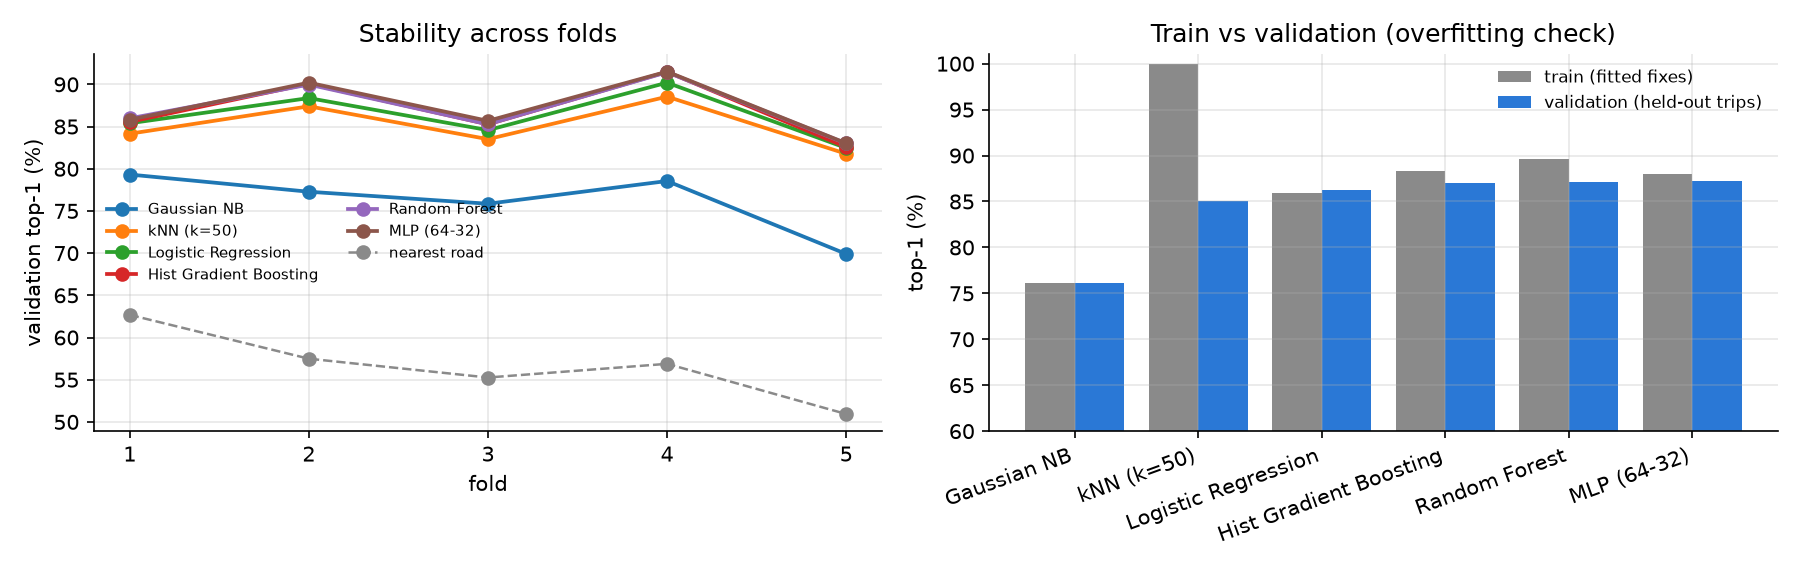 Stability across folds
validation top-1 (%)
90
85
80
75
70
65
60
55
50
Gaussian NB
kNN (k=50)
Logistic Regression
Hist Gradient Boosting
Random Forest
MLP (64-32)
nearest road
1 2 3 4 5
fold
Train vs validation (overfitting check)
top-1 (%)
100
95
90
85
80
75
70
65
60
train (fitted fixes)
validation (held-out trips)
Gaussian NB
kNN (k=50)
Logistic Regression
Hist Gradient Boosting
Random Forest
MLP (64-32)